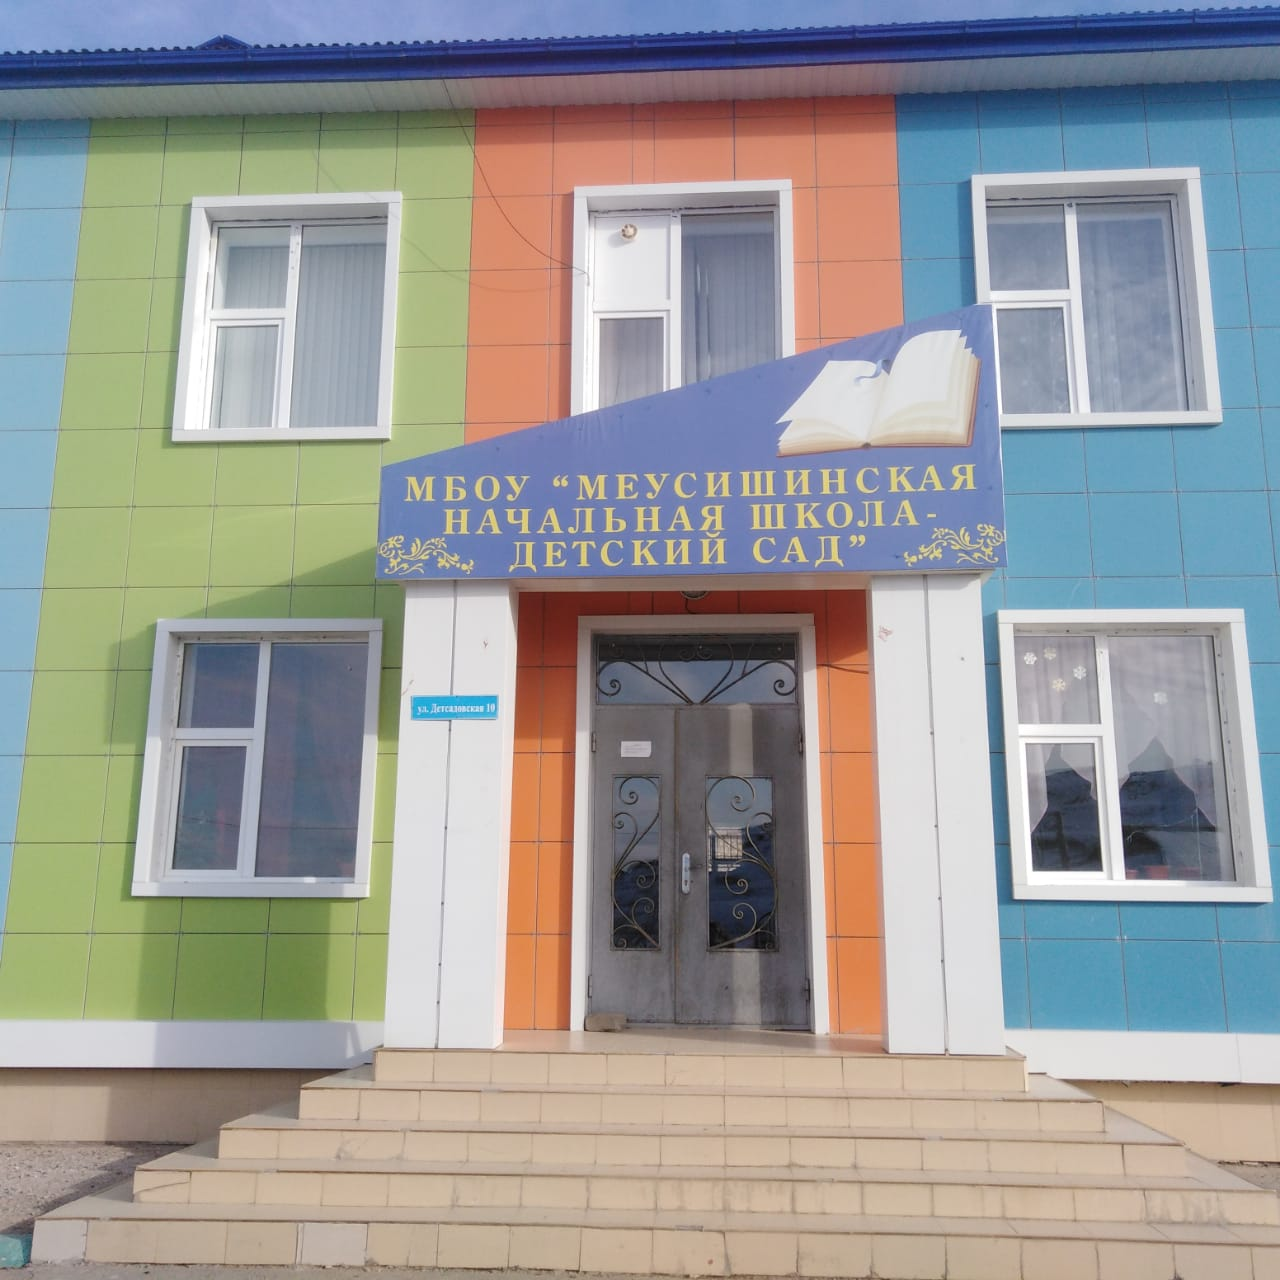 МБОУ “МЕУСИШИНСКАЯ
НАЧАЛЬНАЯ ШКОЛА-
ДЕТСКИЙ САД”
ул. Детсадовская 10